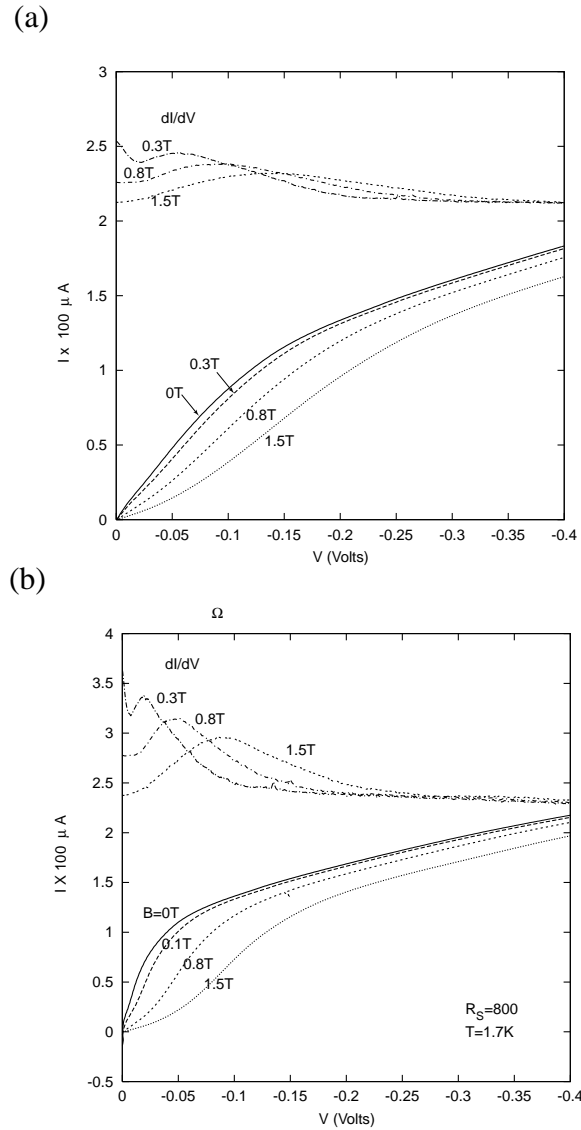 (a)
3
dI/dV
2.5
0.3T
0.8T
2
1.5T
I x 100 μ A
1.5
0.3T
1
0T
0.8T
0.5
1.5T
0
0 -0.05 -0.1 -0.15 -0.2 -0.25 -0.3 -0.35 -0.4
V (Volts)
(b)
Ω
4
dI/dV
3.5
0.3T
0.8T
3
1.5T
2.5
I X 100 μ A
2
1.5
B=0T
1
0.1T
0.8T
0.5
1.5T
R_S=800
0
T=1.7K
-0.5
0 -0.05 -0.1 -0.15 -0.2 -0.25 -0.3 -0.35 -0.4
V (Volts)